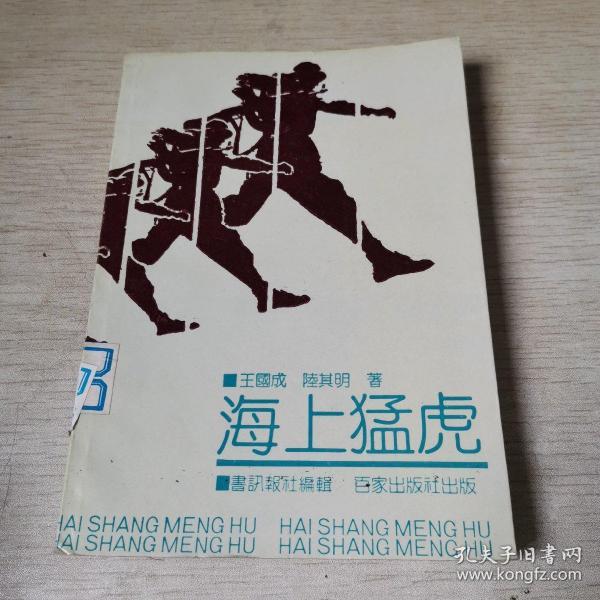 ■王國成 陸其明 著
海上猛虎
■書訊報社編輯 百家出版社出版
HAI SHANG MENG HU HAI SHANG MENG HU
HAI SHANG MENG HU HAI SHANG MENG HU
孔夫子旧書网
www.kongfz.com